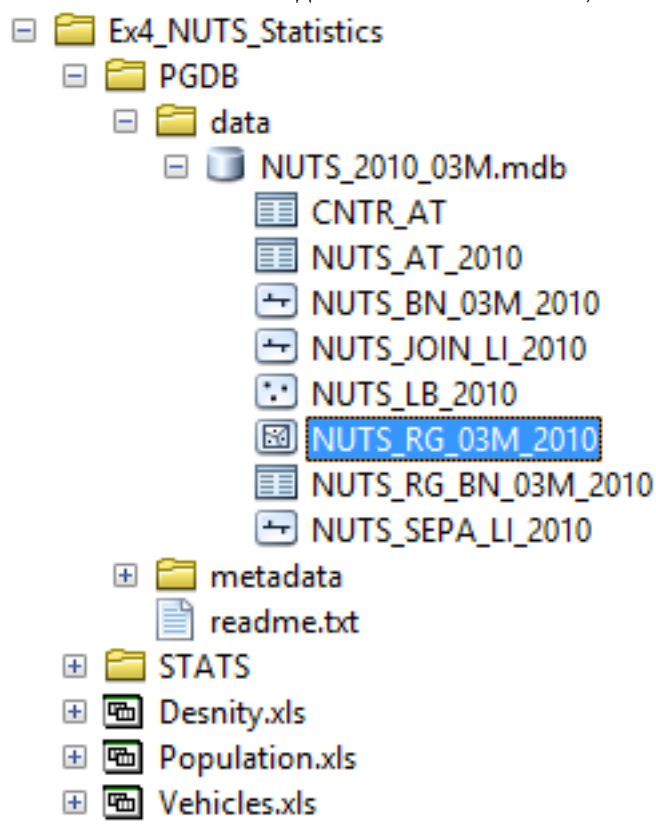 Ex4_NUTS_Statistics
PGDB
data
NUTS_2010_03M.mdb
CNTR_AT
NUTS_AT_2010
NUTS_BN_03M_2010
NUTS_JOIN_LI_2010
NUTS_LB_2010
NUTS_RG_03M_2010
NUTS_RG_BN_03M_2010
NUTS_SEPA_LI_2010
metadata
readme.txt
STATS
Desnity.xls
Population.xls
Vehicles.xls